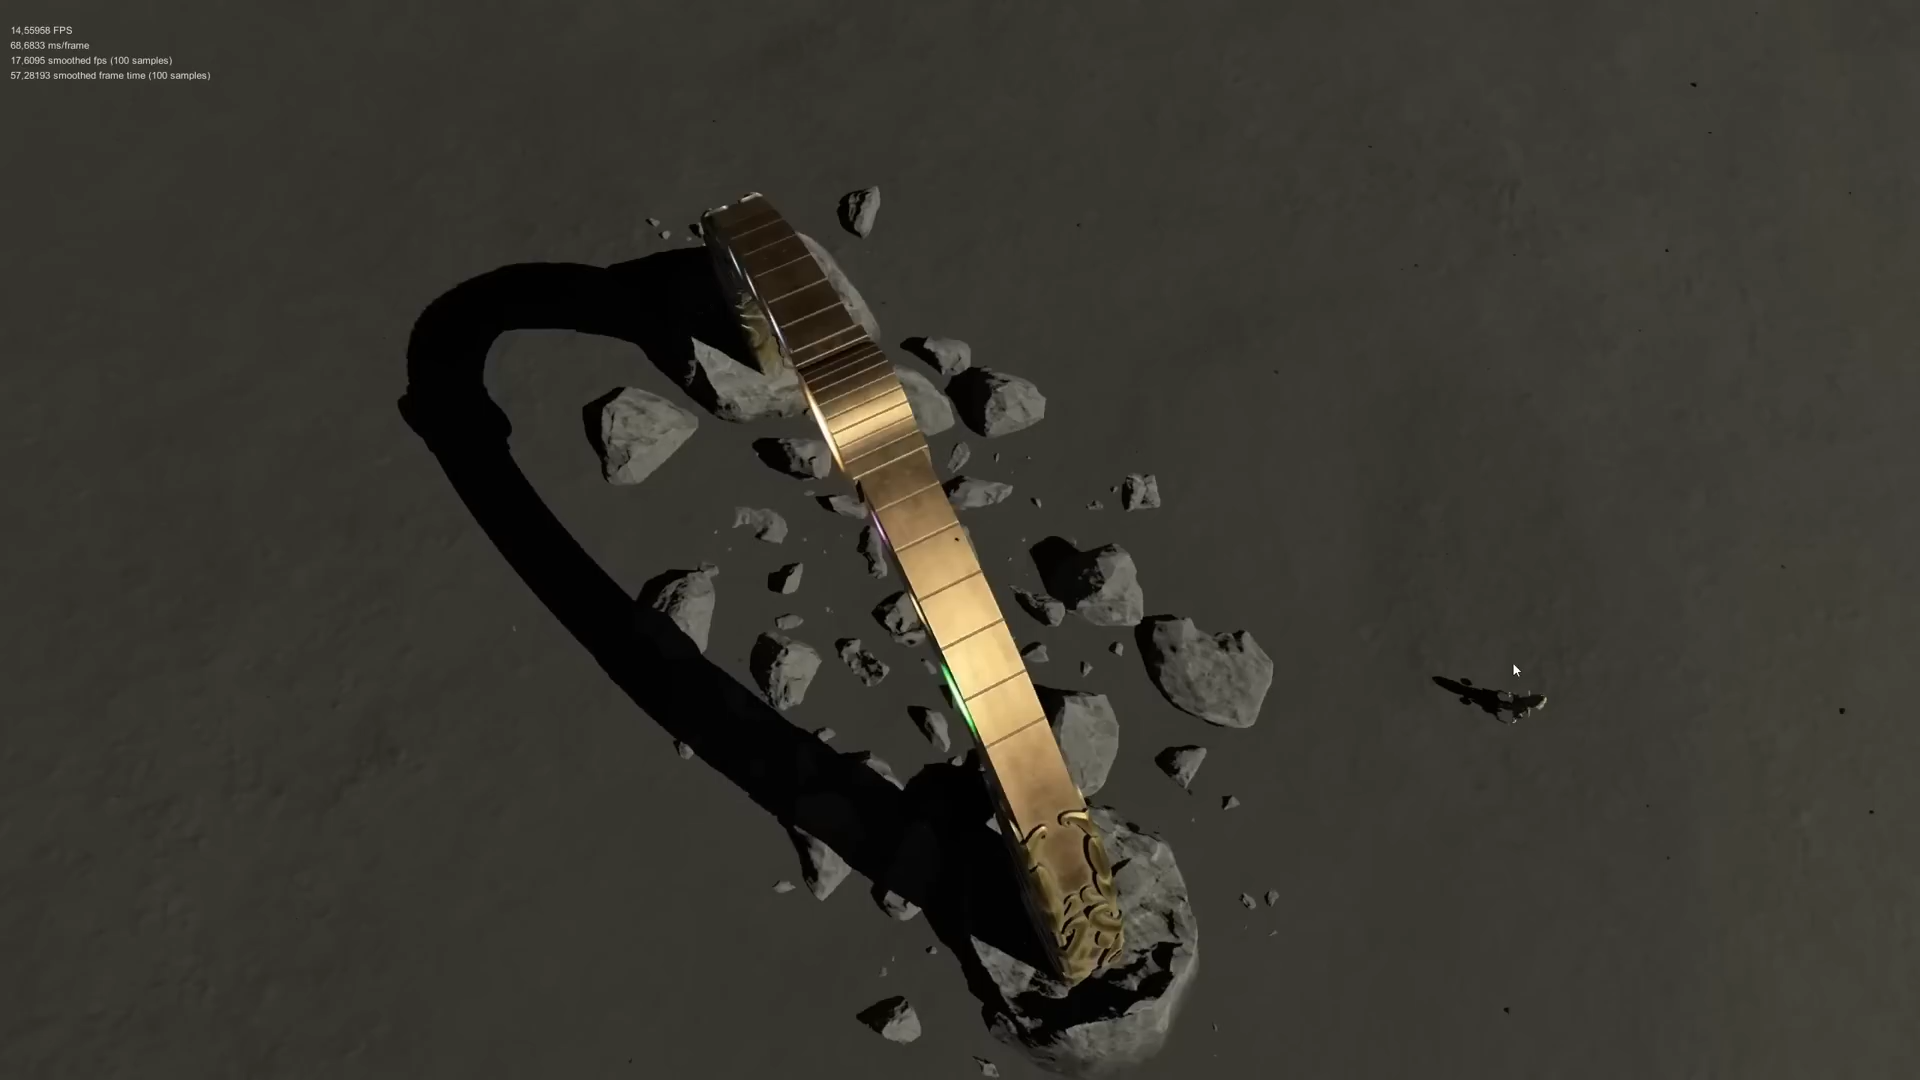 14,55958 FPS
68,6833 ms/frame
17,6095 smoothed fps (100 samples)
57,28193 smoothed frame time (100 samples)